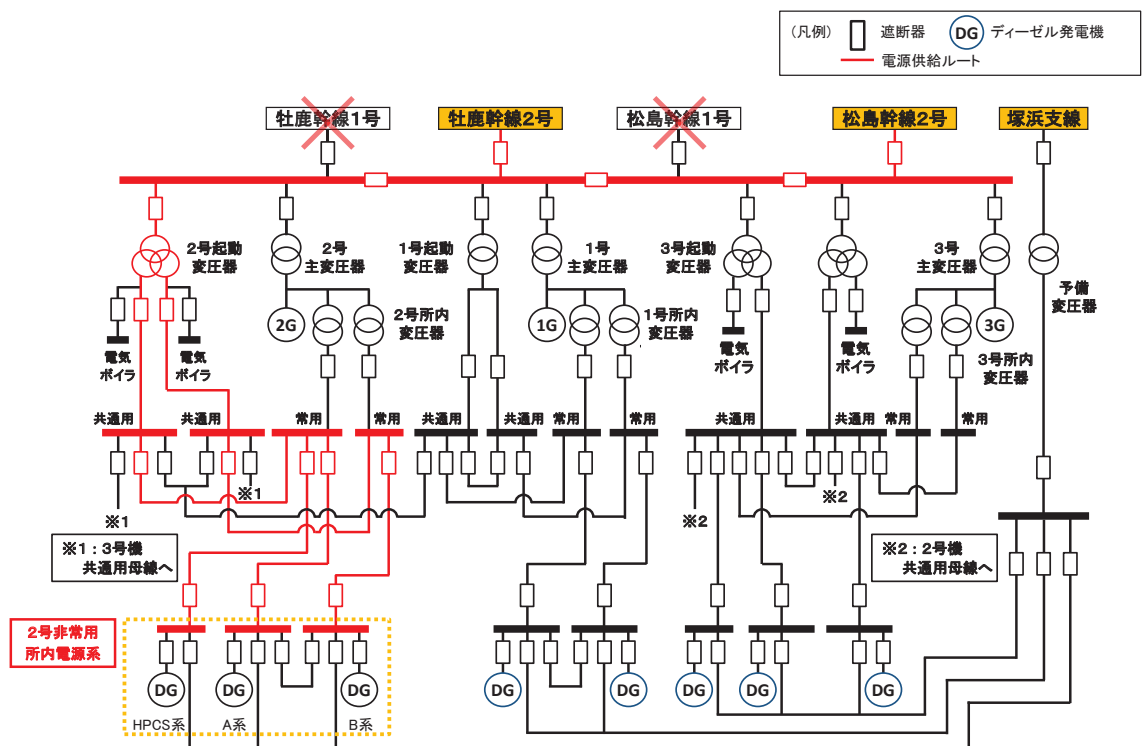 (凡例)
遮断器
DG
ディーゼル発電機
電源供給ルート
牡鹿幹線1号
牡鹿幹線2号
松島幹線1号
松島幹線2号
塚浜支線
2号起動
変圧器
2号
主変圧器
1号起動
変圧器
1号
主変圧器
3号起動
変圧器
3号
主変圧器
予備
変圧器
2G
2号所内
変圧器
1G
1号所内
変圧器
3G
3号所内
変圧器
電気
ボイラ
電気
ボイラ
電気
ボイラ
電気
ボイラ
共通用
共通用
常用
常用
共通用
共通用
常用
常用
共通用
共通用
常用
常用
※1
※1
※2
※2
※1:3号機
共通用母線へ
※2:2号機
共通用母線へ
2号非常用
所内電源系
DG
DG
DG
DG
DG
DG
DG
DG
HPCS系
A系
B系